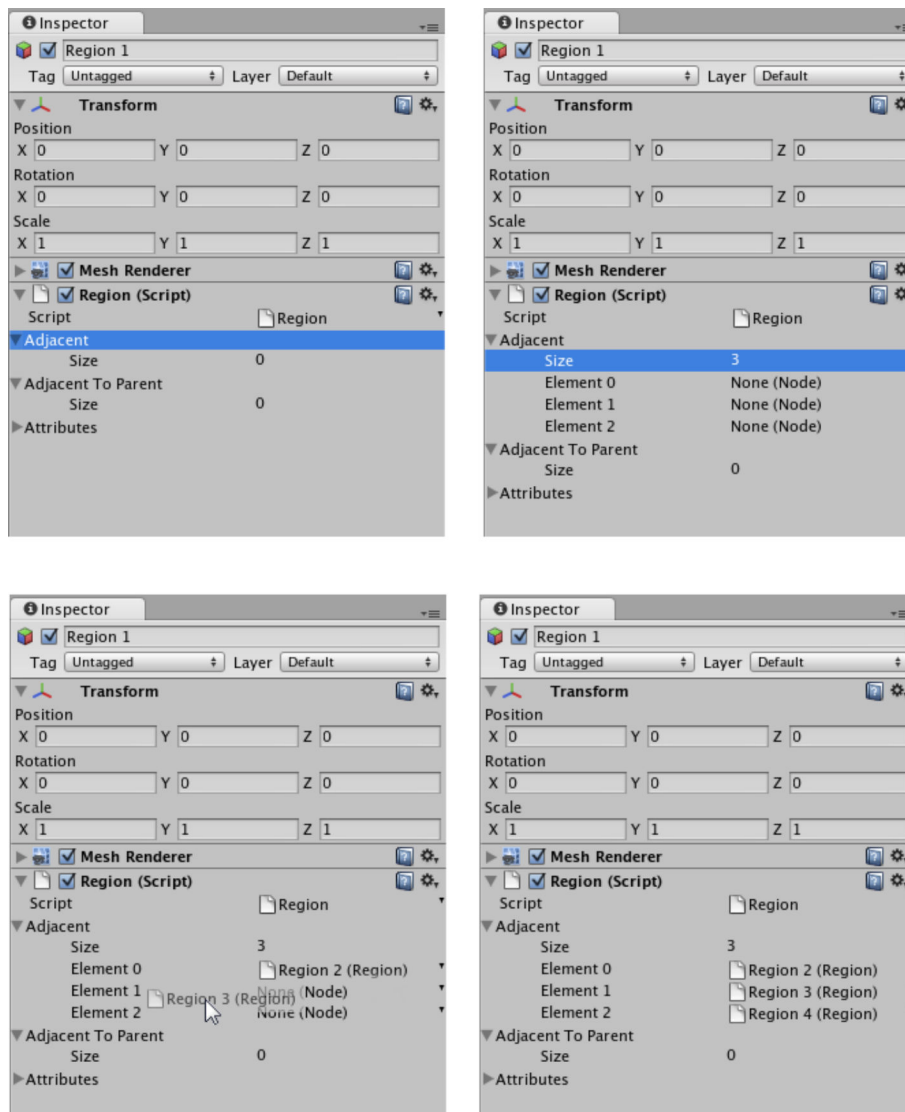 Inspector
Region 1
Tag Untagged Layer Default
Transform
Position
X 0 Y 0 Z 0
Rotation
X 0 Y 0 Z 0
Scale
X 1 Y 1 Z 1
Mesh Renderer
Region (Script)
Script Region
Adjacent
Size 0
Adjacent To Parent
Size 0
Attributes
Inspector
Region 1
Tag Untagged Layer Default
Transform
Position
X 0 Y 0 Z 0
Rotation
X 0 Y 0 Z 0
Scale
X 1 Y 1 Z 1
Mesh Renderer
Region (Script)
Script Region
Adjacent
Size 3
Element 0 None (Node)
Element 1 None (Node)
Element 2 None (Node)
Adjacent To Parent
Size 0
Attributes
Inspector
Region 1
Tag Untagged Layer Default
Transform
Position
X 0 Y 0 Z 0
Rotation
X 0 Y 0 Z 0
Scale
X 1 Y 1 Z 1
Mesh Renderer
Region (Script)
Script Region
Adjacent
Size 3
Element 0 Region 2 (Region)
Element 1 None (Node)
Region 3 (Region)
Element 2 None (Node)
Adjacent To Parent
Size 0
Attributes
Inspector
Region 1
Tag Untagged Layer Default
Transform
Position
X 0 Y 0 Z 0
Rotation
X 0 Y 0 Z 0
Scale
X 1 Y 1 Z 1
Mesh Renderer
Region (Script)
Script Region
Adjacent
Size 3
Element 0 Region 2 (Region)
Element 1 Region 3 (Region)
Element 2 Region 4 (Region)
Adjacent To Parent
Size 0
Attributes